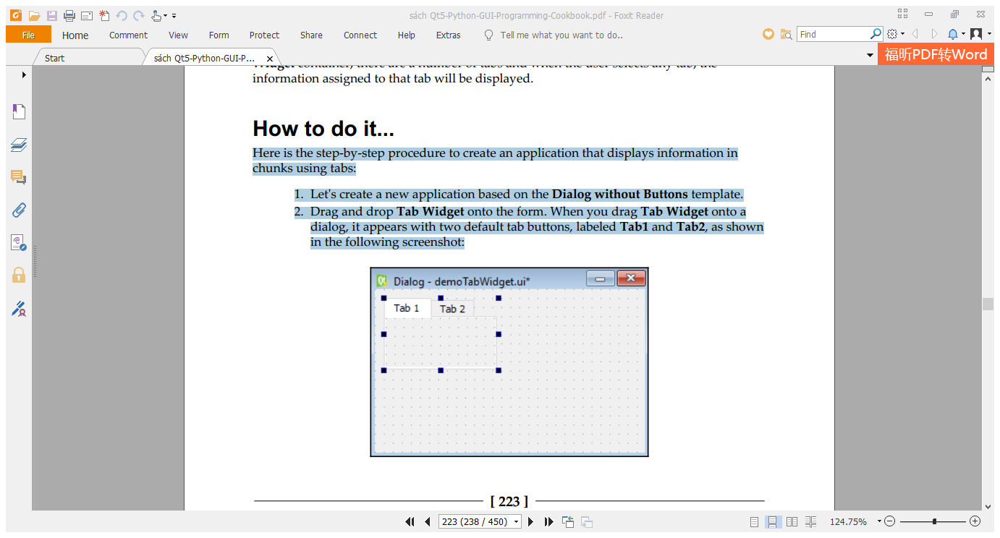 sách Qt5-Python-GUI-Programming-Cookbook.pdf - Foxit Reader
File Home Comment View Form Protect Share Connect Help Extras Tell me what you want to do.. Find
Start sách Qt5-Python-GUI-P... 福昕PDF转Word
Widget container, there are a number of tabs and when the user selects any tab, the
information assigned to that tab will be displayed.
How to do it...
Here is the step-by-step procedure to create an application that displays information in
chunks using tabs:
1. Let's create a new application based on the Dialog without Buttons template.
2. Drag and drop Tab Widget onto the form. When you drag Tab Widget onto a
dialog, it appears with two default tab buttons, labeled Tab1 and Tab2, as shown
in the following screenshot:
Dialog - demoTabWidget.ui*
Tab 1 Tab 2
[ 223 ]
223 (238 / 450) 124.75%